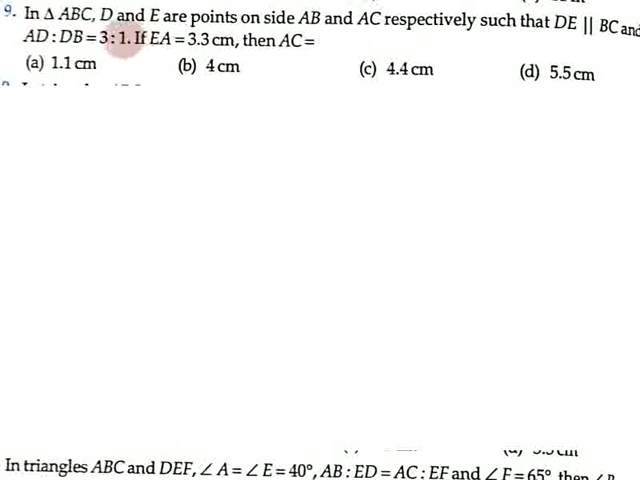 9. In Δ ABC, D and E are points on side AB and AC respectively such that DE || BC and
AD : DB = 3 : 1. If EA = 3.3 cm, then AC =
(a) 1.1 cm (b) 4 cm (c) 4.4 cm (d) 5.5 cm
In triangles ABC and DEF, ∠A = ∠E = 40°, AB : ED = AC : EF and ∠F = 65° then